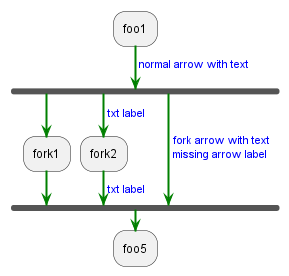 foo1
normal arrow with text
txt label
fork arrow with text
missing arrow label
fork1
fork2
txt label
foo5